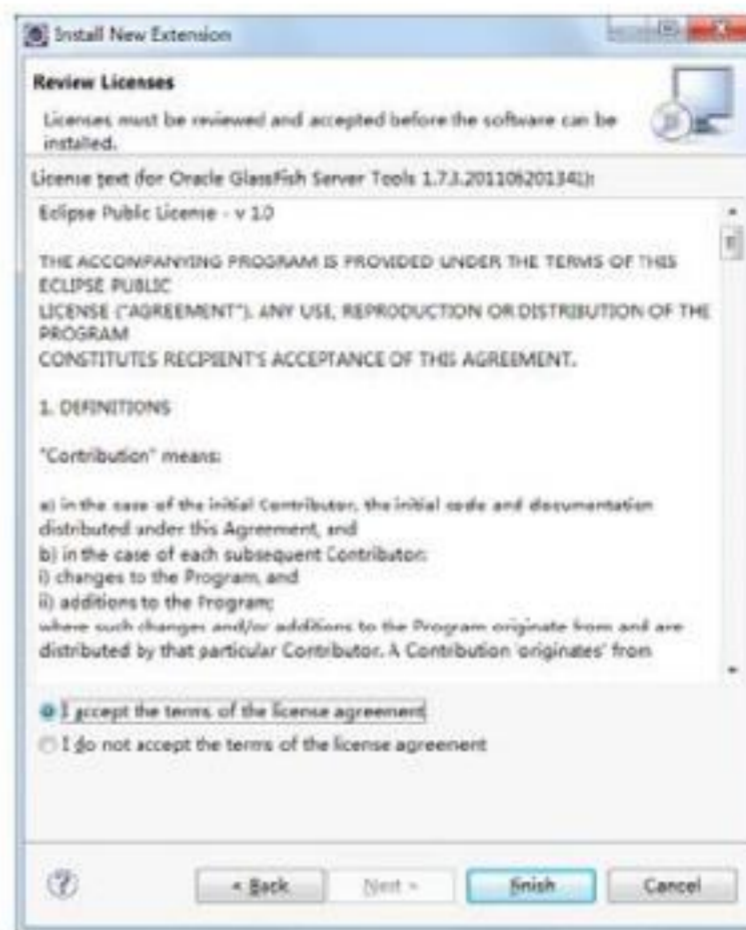 Install New Extension
Review Licenses
Licenses must be reviewed and accepted before the software can be
installed.
License text (for Oracle GlassFish Server Tools 1.7.3.201106201341):
Eclipse Public License - v 1.0
THE ACCOMPANYING PROGRAM IS PROVIDED UNDER THE TERMS OF THIS
ECLIPSE PUBLIC
LICENSE ("AGREEMENT"). ANY USE, REPRODUCTION OR DISTRIBUTION OF THE
PROGRAM
CONSTITUTES RECIPIENT'S ACCEPTANCE OF THIS AGREEMENT.
1. DEFINITIONS
"Contribution" means:
a) in the case of the initial Contributor, the initial code and documentation
distributed under this Agreement, and
b) in the case of each subsequent Contributor:
i) changes to the Program, and
ii) additions to the Program;
where such changes and/or additions to the Program originate from and are
distributed by that particular Contributor. A Contribution 'originates' from
I accept the terms of the license agreement
I do not accept the terms of the license agreement
< Back
Next >
Finish
Cancel